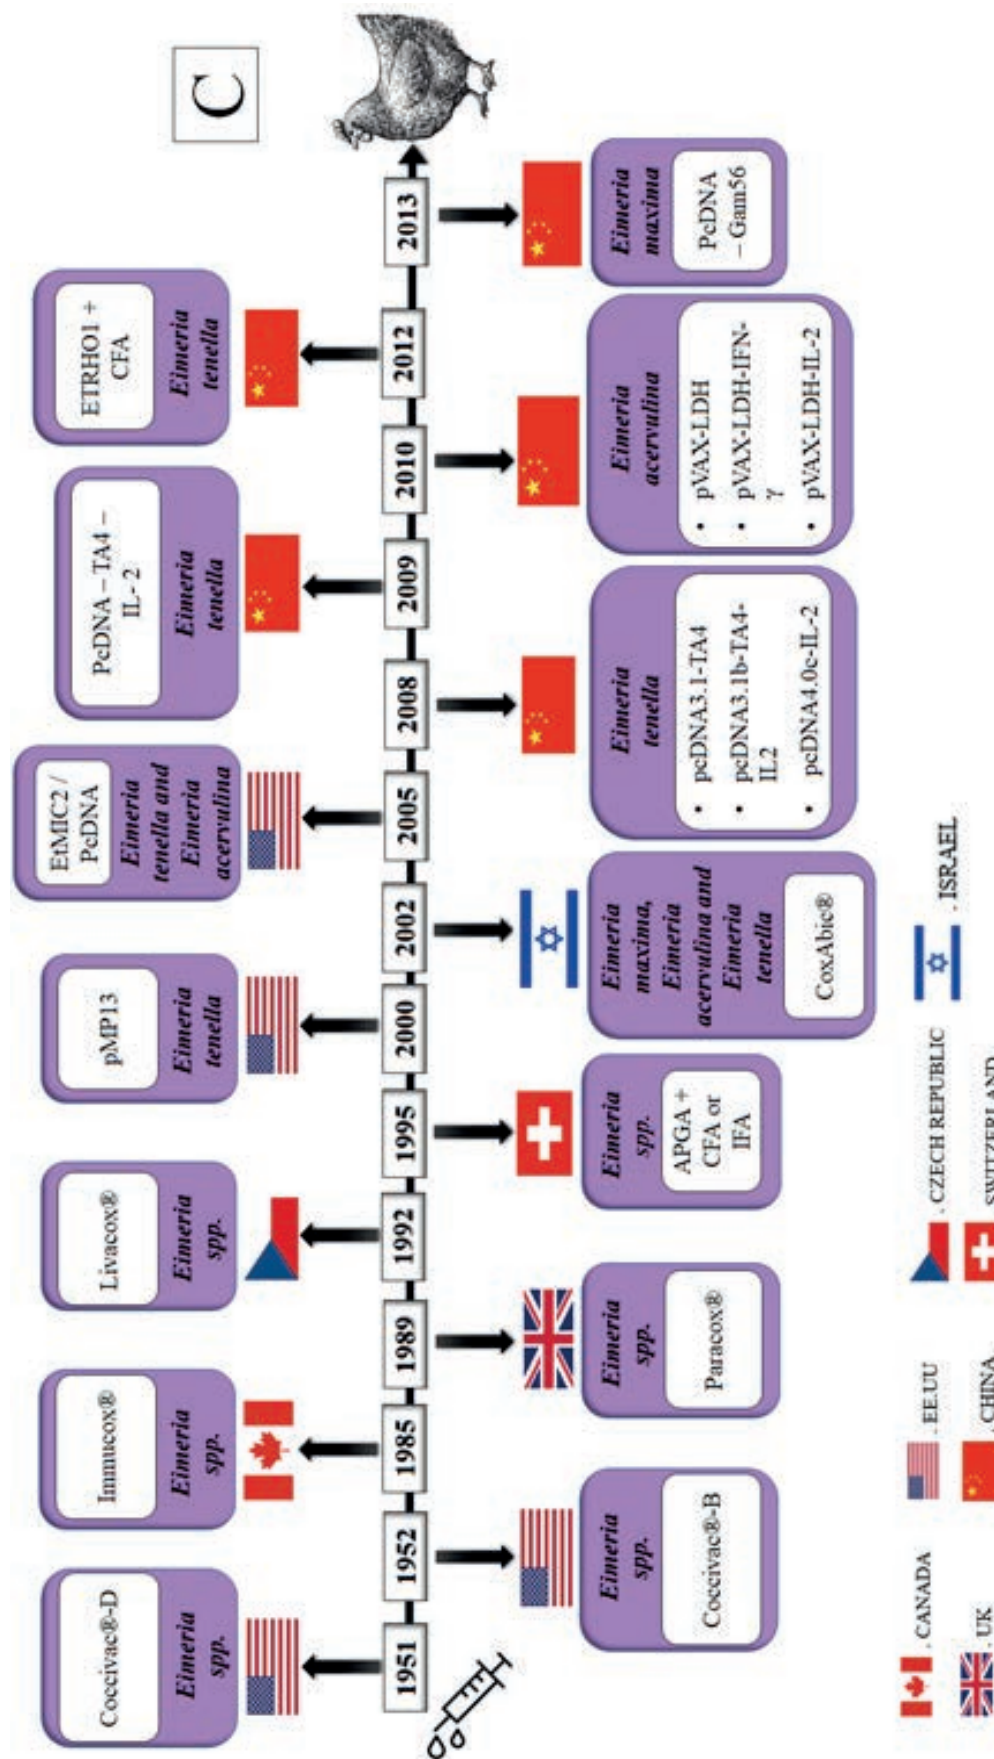 C
Coccivac®-D
Eimeria
spp.
Immucox®
Eimeria
spp.
Livacox®
Eimeria
spp.
pMP13
Eimeria
tenella
EtMIC2 /
PcDNA
Eimeria
tenella and
Eimeria
acervulina
PcDNA – TA4 –
IL- 2
Eimeria
tenella
ETRHO1 +
CFA
Eimeria
tenella
1951
1952
1985
1989
1992
1995
2000
2002
2005
2008
2009
2010
2012
2013
Eimeria
spp.
Coccivac®-B
Eimeria
spp.
Paracox®
Eimeria
spp.
APGA +
CFA or
IFA
Eimeria
maxima,
Eimeria
acervulina and
Eimeria
tenella
CoxAbic®
Eimeria
tenella
• pcDNA3.1-TA4
• pcDNA3.1b-TA4-
IL2
• pcDNA4.0c-IL-2
Eimeria
acervulina
• pVAX-LDH
• pVAX-LDH-IFN-
γ
• pVAX-LDH-IL-2
Eimeria
maxima
PcDNA
– Gam56
. CANADA
. EE.UU
. CZECH REPUBLIC
. ISRAEL
. UK
. CHINA
. SWITZERLAND